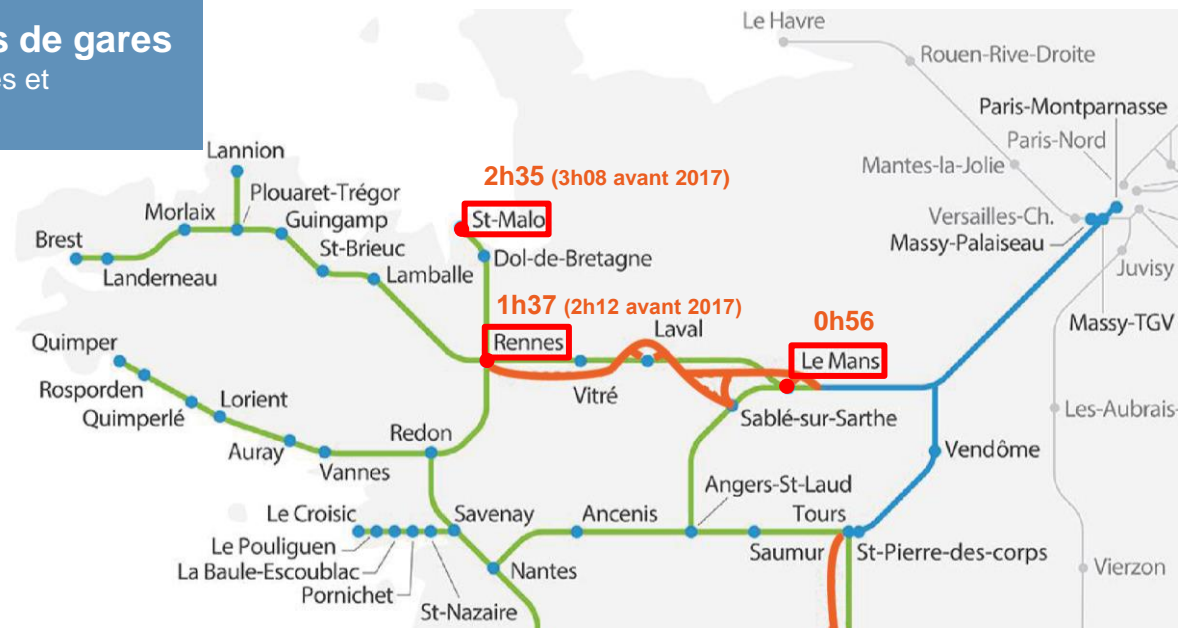 s de gares
es et
Le Havre
Rouen-Rive-Droite
Paris-Montparnasse
Paris-Nord
Mantes-la-Jolie
Versailles-Ch.
Massy-Palaiseau
Juvisy
Massy-TGV
Les-Aubrais-
Vierzon
Lannion
Plouaret-Trégor
Morlaix
Guingamp
Brest
St-Brieuc
Landerneau
Lamballe
2h35 (3h08 avant 2017)
St-Malo
Dol-de-Bretagne
1h37 (2h12 avant 2017)
Rennes
Laval
0h56
Le Mans
Vitré
Sablé-sur-Sarthe
Quimper
Rosporden
Quimperlé
Lorient
Auray
Vannes
Redon
Vendôme
Angers-St-Laud
Le Croisic
Savenay
Ancenis
Tours
Le Pouliguen
La Baule-Escoublac
Pornichet
St-Nazaire
Nantes
Saumur
St-Pierre-des-corps